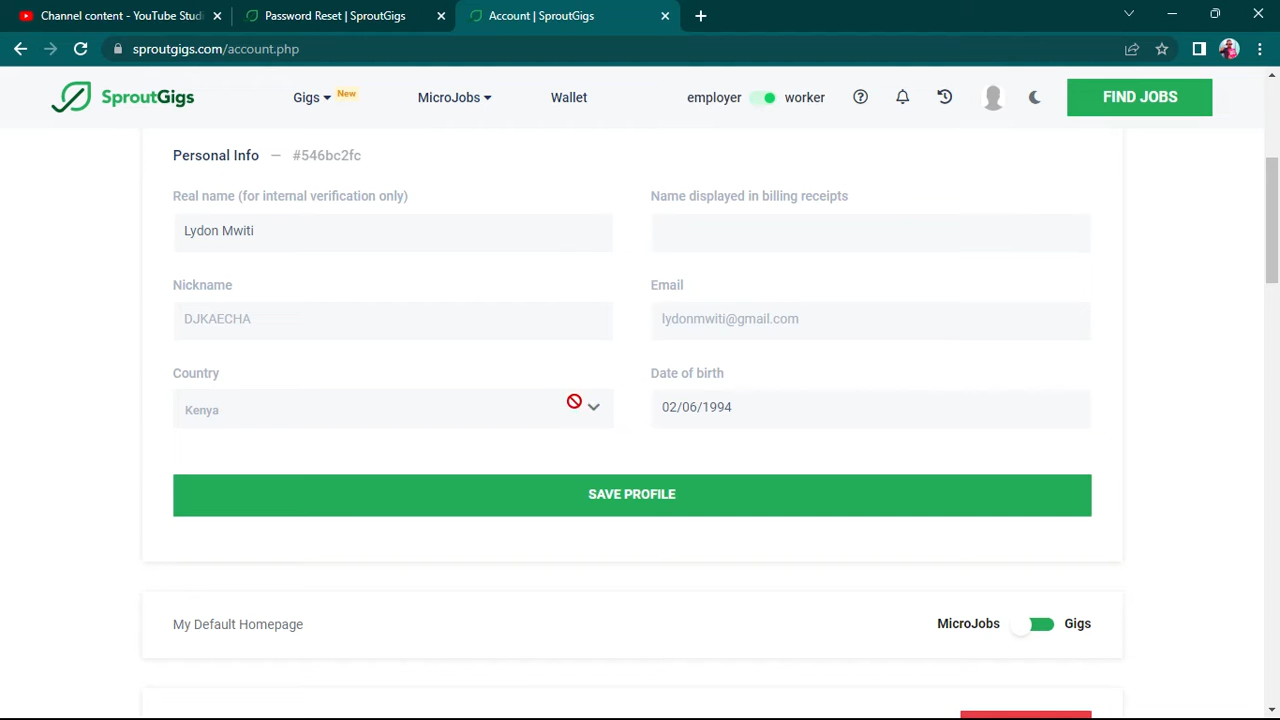 Channel content - YouTube Studi
Password Reset | SproutGigs
Account | SproutGigs
sproutgigs.com/account.php
SproutGigs
Gigs
New
MicroJobs
Wallet
employer
worker
FIND JOBS
Personal Info — #546bc2fc
Real name (for internal verification only)
Name displayed in billing receipts
Lydon Mwiti
Nickname
Email
DJKAECHA
lydonmwiti@gmail.com
Country
Date of birth
Kenya
02/06/1994
SAVE PROFILE
My Default Homepage
MicroJobs
Gigs